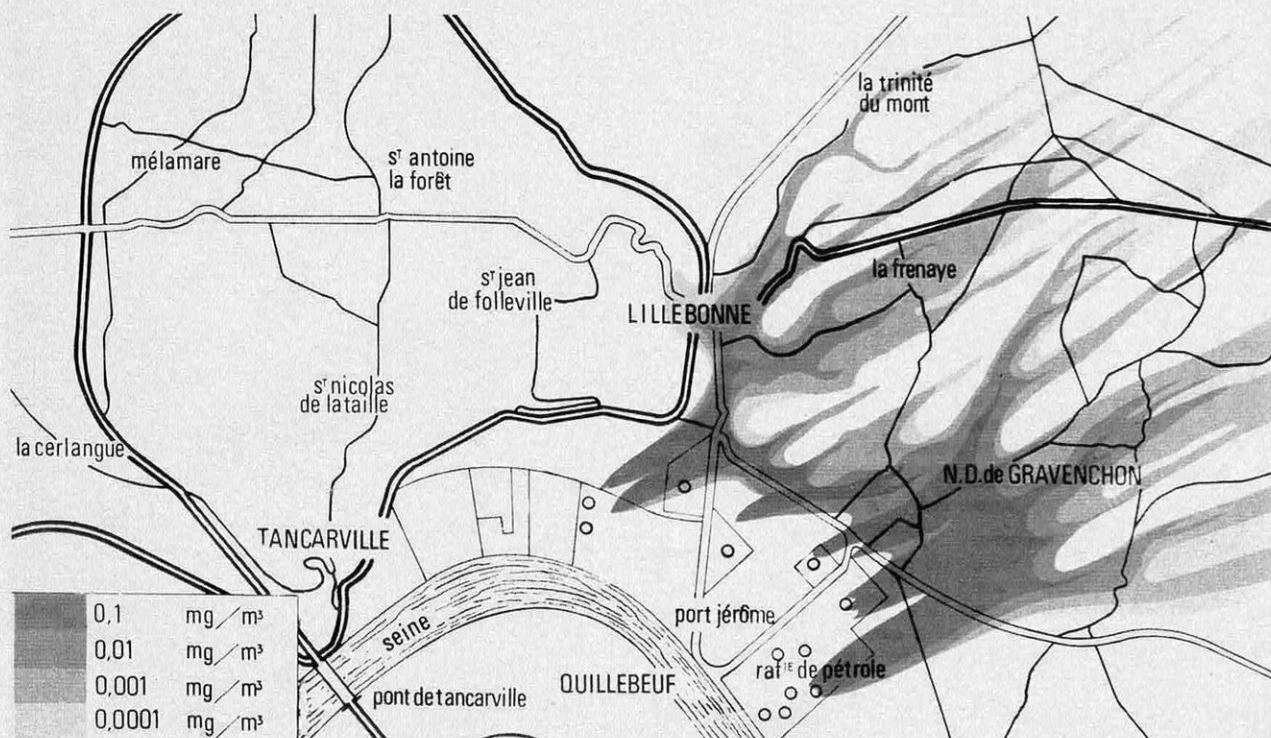 la trinité
du mont
mélamare
sᵗ antoine
la forêt
sᵗ jean
de folleville
la frenaye
LILLEBONNE
sᵗ nicolas
de la taille
la cerlangue
N.D. de GRAVENCHON
TANCARVILLE
port jérôme
seine
rafᴵᴱ de pétrole
QUILLEBEUF
pont de tancarville
0,1 mg/m³
0,01 mg/m³
0,001 mg/m³
0,0001 mg/m³